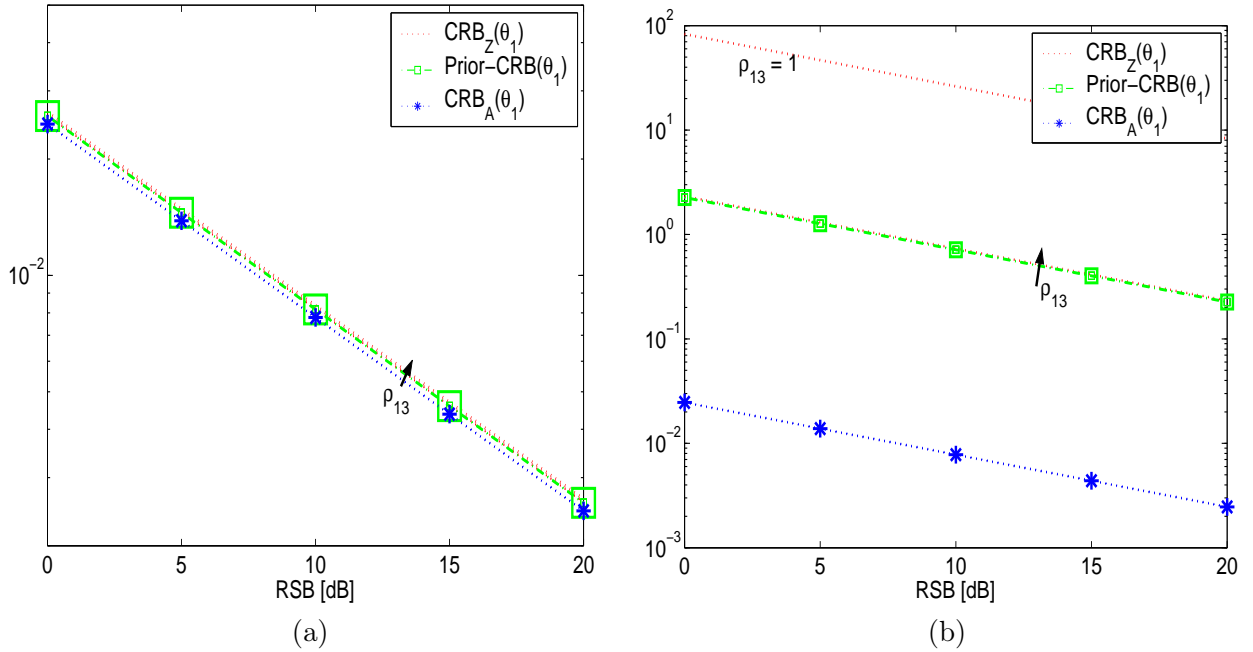 CRB_Z(θ_1)
Prior−CRB(θ_1)
CRB_A(θ_1)
10^−2
ρ_13
0
5
10
15
20
RSB [dB]
(a)
10^2
10^1
10^0
10^−1
10^−2
10^−3
ρ_13 = 1
CRB_Z(θ_1)
Prior−CRB(θ_1)
CRB_A(θ_1)
ρ_13
0
5
10
15
20
RSB [dB]
(b)